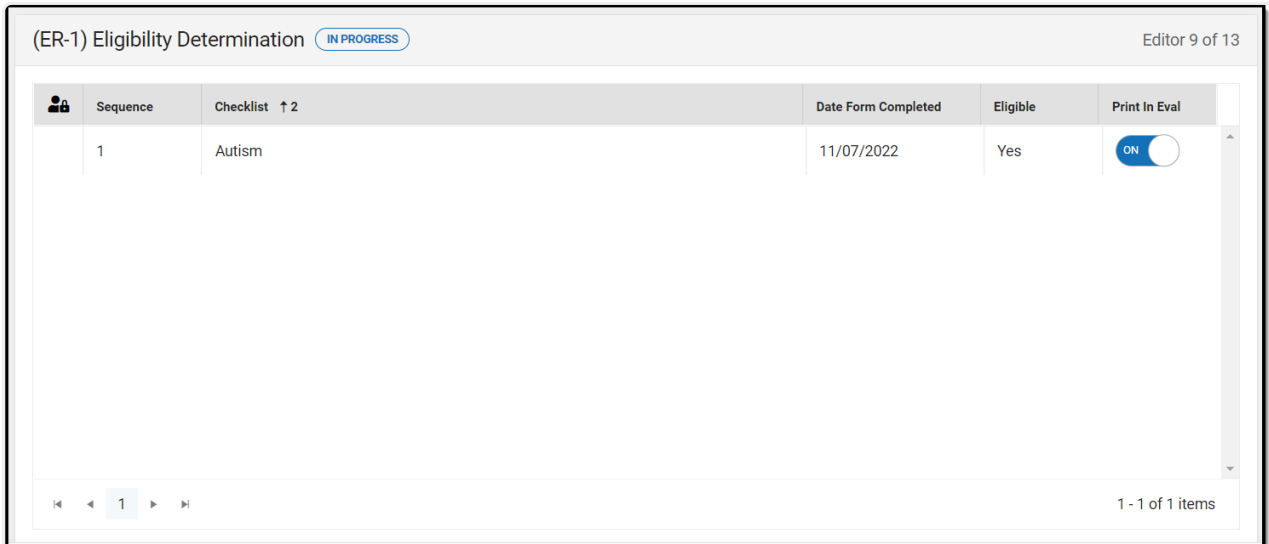 (ER-1) Eligibility Determination IN PROGRESS Editor 9 of 13
Sequence Checklist ↑ 2 Date Form Completed Eligible Print In Eval
1 Autism 11/07/2022 Yes ON
1 1 - 1 of 1 items